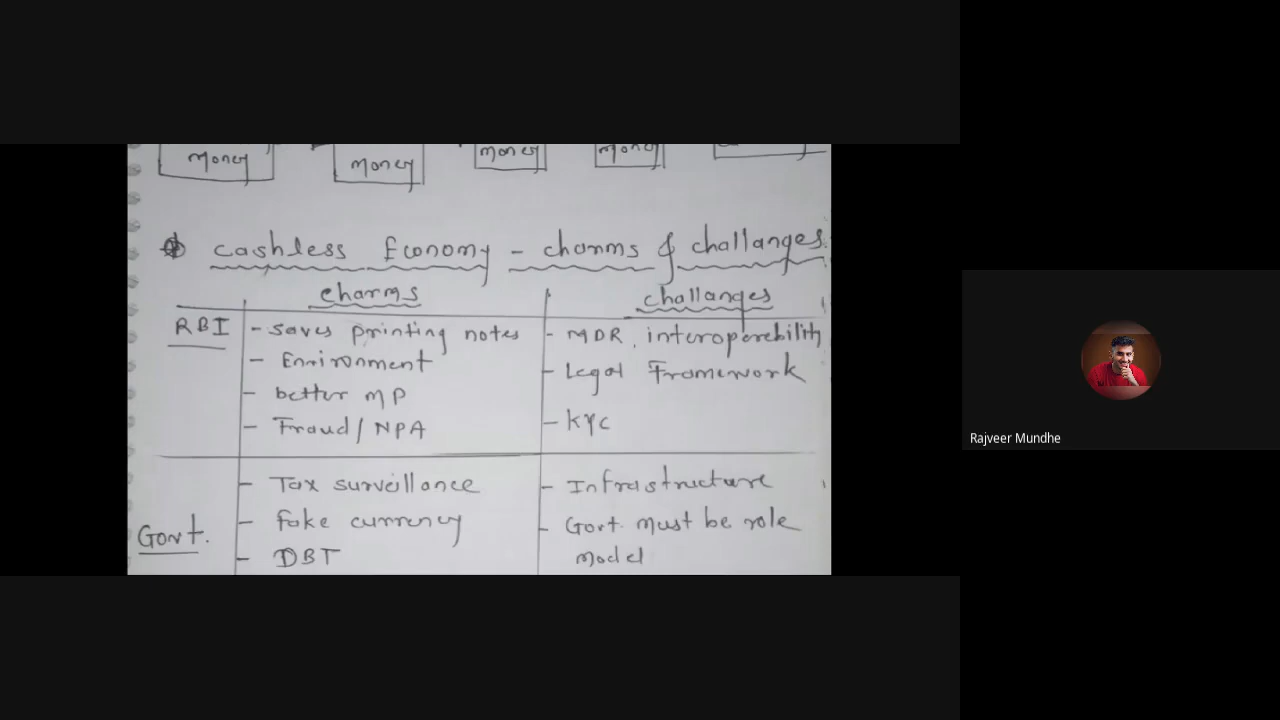 money money money money
cashless Economy - charms & challanges
charms challanges
RBI - saves printing notes - MDR, interoperebility
- Environment - Legal Framework
- better MP
- Fraud/NPA - KYC
- Tax surveillance - Infrastructure
Govt. - fake currency - Govt. must be role
- DBT model
Rajveer Mundhe